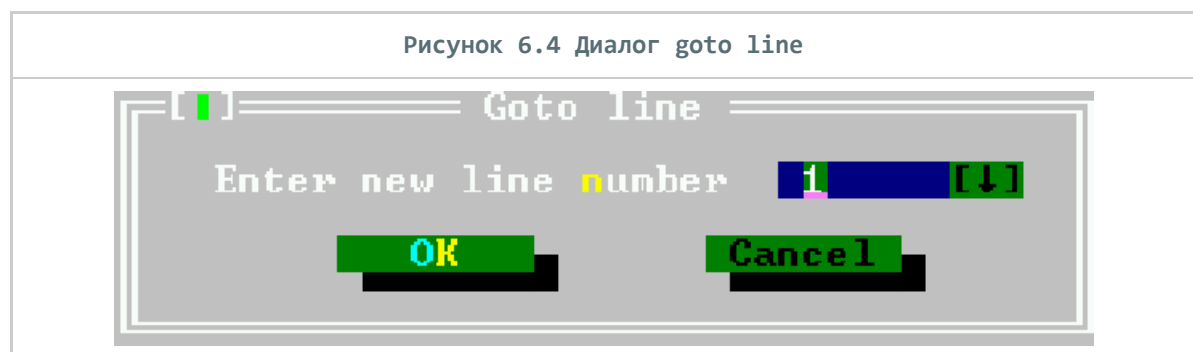 Рисунок 6.4 Диалог goto line
[ ] Goto line
Enter new line number 1 [↓]
OK Cancel